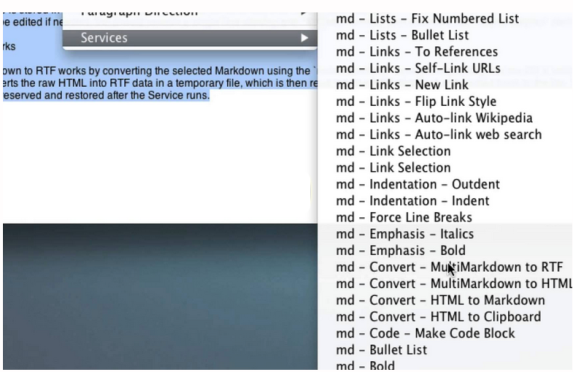 Paragraph Direction
be edited if ne
Services
rks
own to RTF works by converting the selected Markdown using the
erts the raw HTML into RTF data in a temporary file, which is then re
reserved and restored after the Service runs.
md – Lists – Fix Numbered List
md – Lists – Bullet List
md – Links – To References
md – Links – Self-Link URLs
md – Links – New Link
md – Links – Flip Link Style
md – Links – Auto-link Wikipedia
md – Links – Auto-link web search
md – Link Selection
md – Link Selection
md – Indentation – Outdent
md – Indentation – Indent
md – Force Line Breaks
md – Emphasis – Italics
md – Emphasis – Bold
md – Convert – MultiMarkdown to RTF
md – Convert – MultiMarkdown to HTML
md – Convert – HTML to Markdown
md – Convert – HTML to Clipboard
md – Code – Make Code Block
md – Bullet List
md – Bold